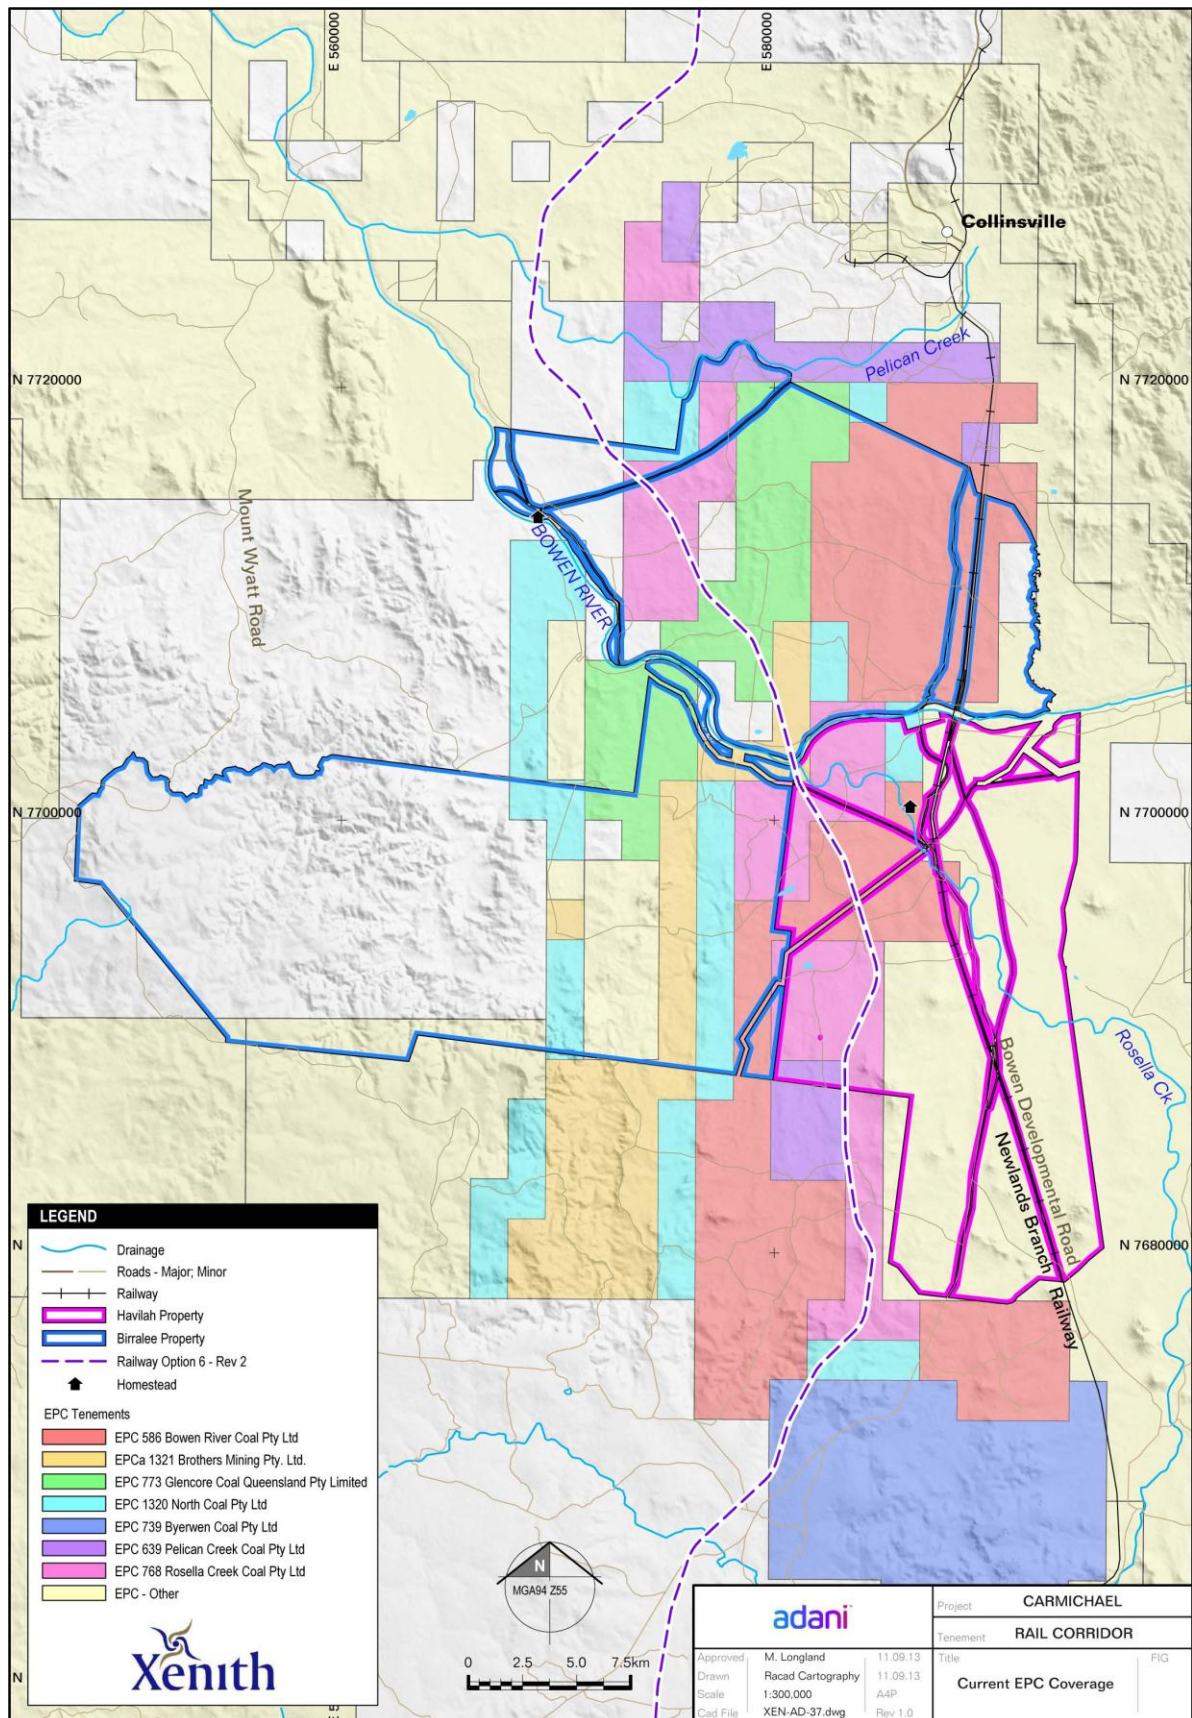 E 560000
E 580000
Collinsville
Pelican Creek
N 7720000
N 7720000
Mount Wyatt Road
BOWEN RIVER
N 7700000
N 7700000
Rosella Ck
Bowen Developmental Road
Newlands Branch Railway
N 7680000
N
N
LEGEND
Drainage
Roads - Major; Minor
Railway
Havilah Property
Birralee Property
Railway Option 6 - Rev 2
Homestead
EPC Tenements
EPC 586 Bowen River Coal Pty Ltd
EPCa 1321 Brothers Mining Pty. Ltd.
EPC 773 Glencore Coal Queensland Pty Limited
EPC 1320 North Coal Pty Ltd
EPC 739 Byerwen Coal Pty Ltd
EPC 639 Pelican Creek Coal Pty Ltd
EPC 768 Rosella Creek Coal Pty Ltd
EPC - Other
Xenith
N
MGA94 Z55
0 2.5 5.0 7.5km
adani™
Project CARMICHAEL
Tenement RAIL CORRIDOR
Approved M. Longland 11.09.13
Drawn Racad Cartography 11.09.13
Scale 1:300,000 A4P
Cad File XEN-AD-37.dwg Rev 1.0
Title FIG
Current EPC Coverage